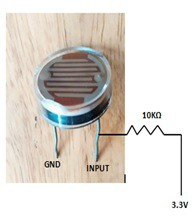 10KΩ
GND INPUT
3.3V